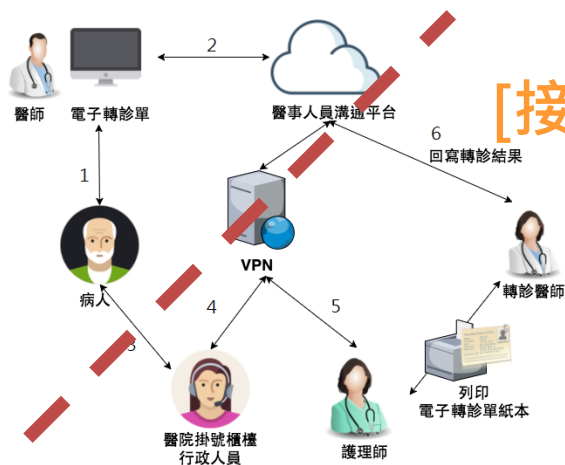 2
醫師
電子轉診單
醫事人員溝通平台
[接
6
回寫轉診結果
1
VPN
轉診醫師
病人
4
5
3
列印
電子轉診單紙本
醫院掛號櫃檯
行政人員
護理師